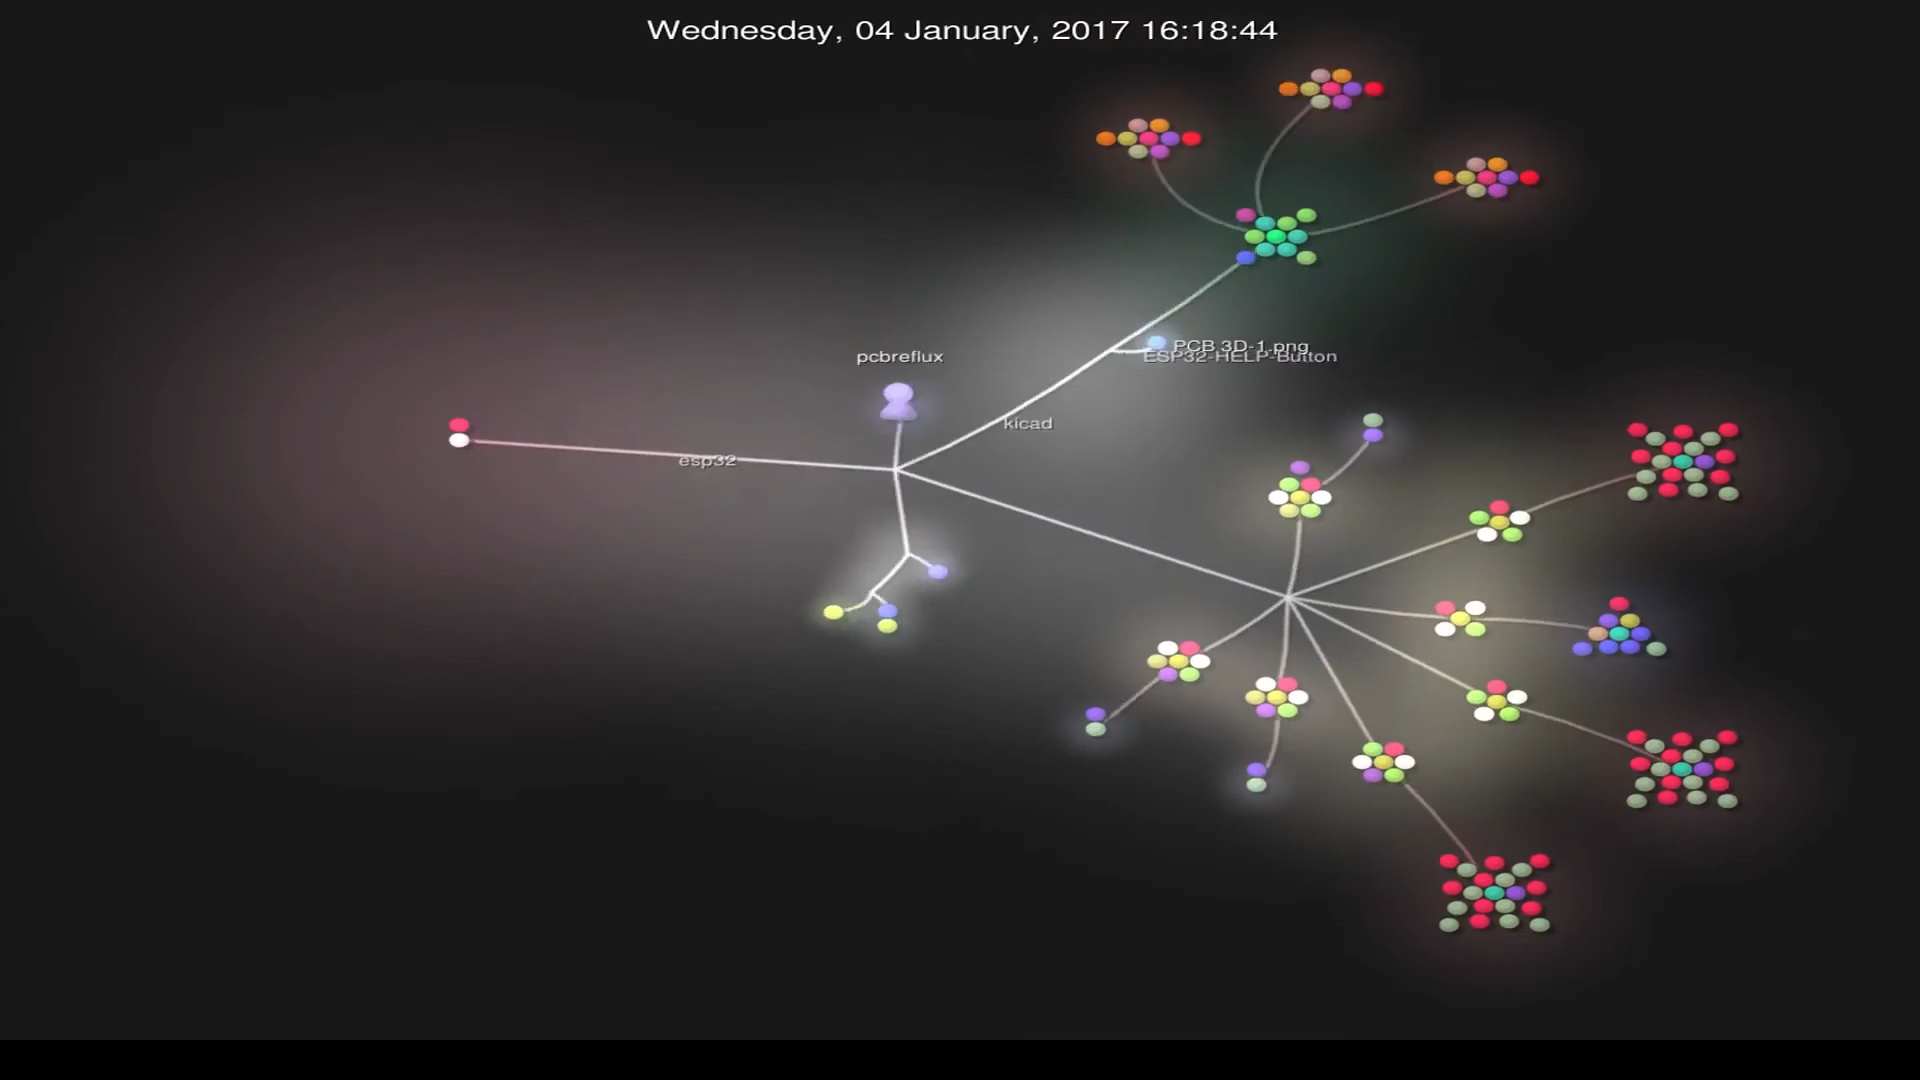 Wednesday, 04 January, 2017 16:18:44
pcbreflux
PCB 3D-1.png
ESP32-HELP-Button
kicad
esp32